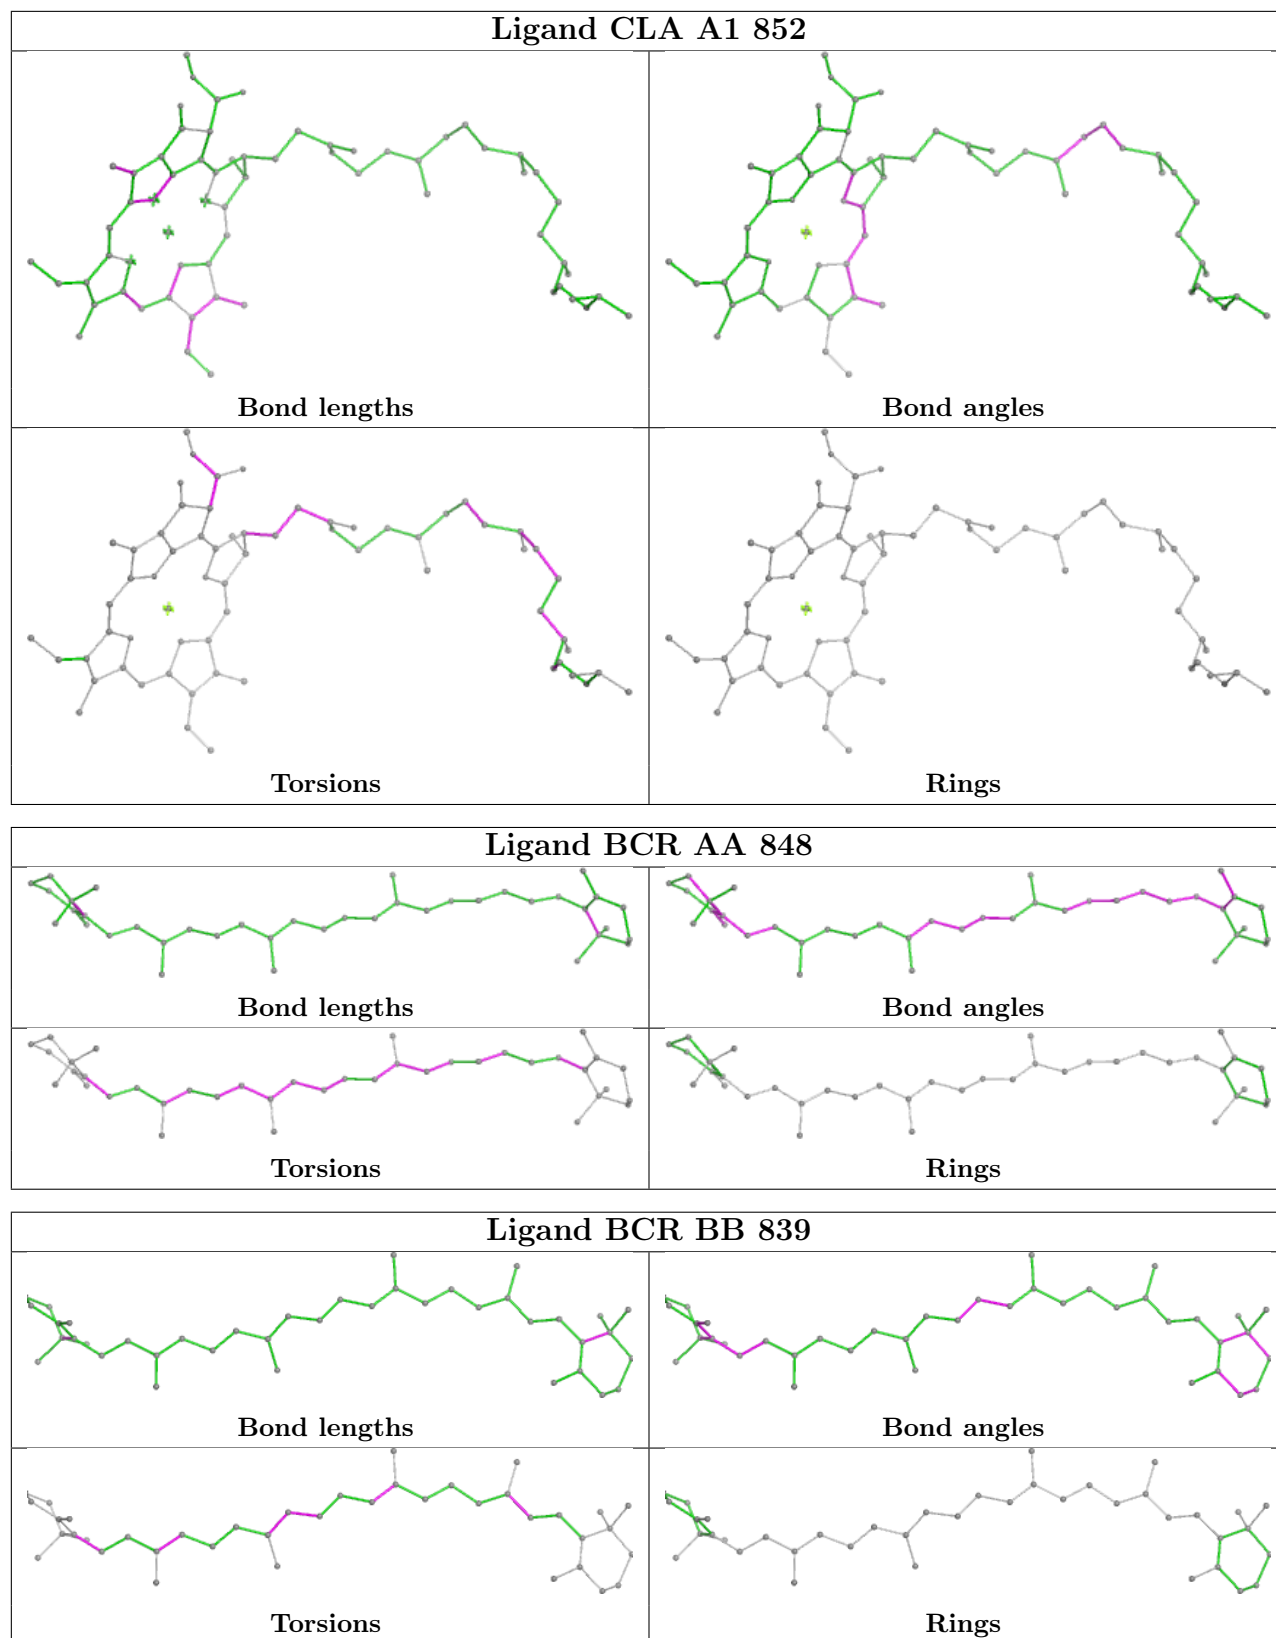 Ligand CLA A1 852
Bond lengths
Bond angles
Torsions
Rings
Ligand BCR AA 848
Bond lengths
Bond angles
Torsions
Rings
Ligand BCR BB 839
Bond lengths
Bond angles
Torsions
Rings